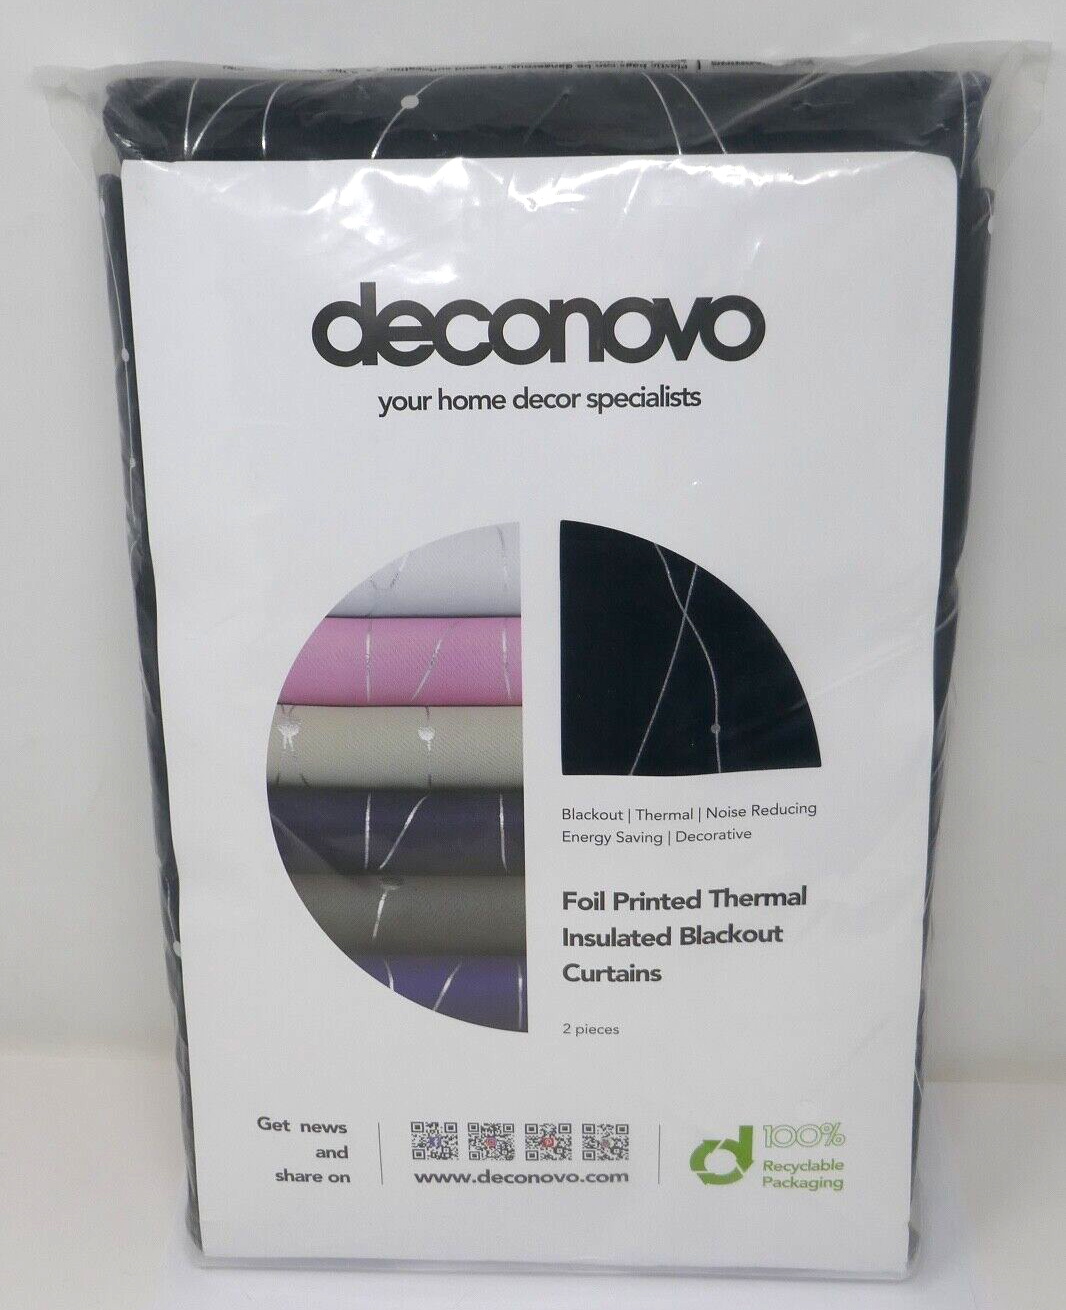 deconovo
your home decor specialists
Blackout | Thermal | Noise Reducing
Energy Saving | Decorative
Foil Printed Thermal
Insulated Blackout
Curtains
2 pieces
Get news
and
share on
www.deconovo.com
100%
Recyclable
Packaging